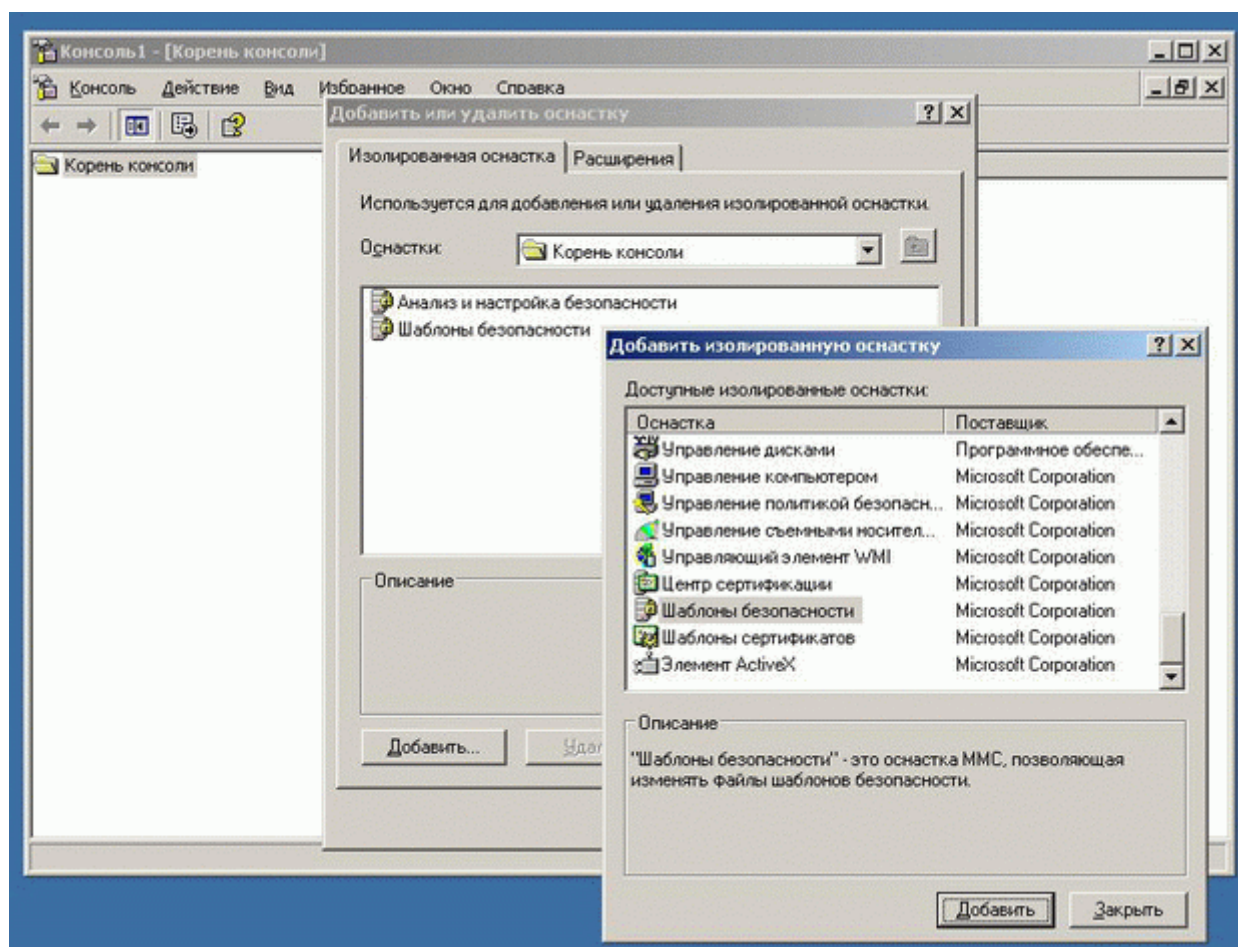 Консоль1 - [Корень консоли]
Консоль Действие Вид Избранное Окно Справка
Корень консоли
Добавить или удалить оснастку
Изолированная оснастка Расширения
Используется для добавления или удаления изолированной оснастки.
Оснастки: Корень консоли
Анализ и настройка безопасности
Шаблоны безопасности
Описание
Добавить...
Добавить изолированную оснастку
Доступные изолированные оснастки:
Оснастка Поставщик
Управление дисками Программное обеспе...
Управление компьютером Microsoft Corporation
Управление политикой безопасн... Microsoft Corporation
Управление съемными носител... Microsoft Corporation
Управляющий элемент WMI Microsoft Corporation
Центр сертификации Microsoft Corporation
Шаблоны безопасности Microsoft Corporation
Шаблоны сертификатов Microsoft Corporation
Элемент ActiveX Microsoft Corporation
Описание
"Шаблоны безопасности" - это оснастка MMC, позволяющая
изменять файлы шаблонов безопасности.
Добавить Закрыть